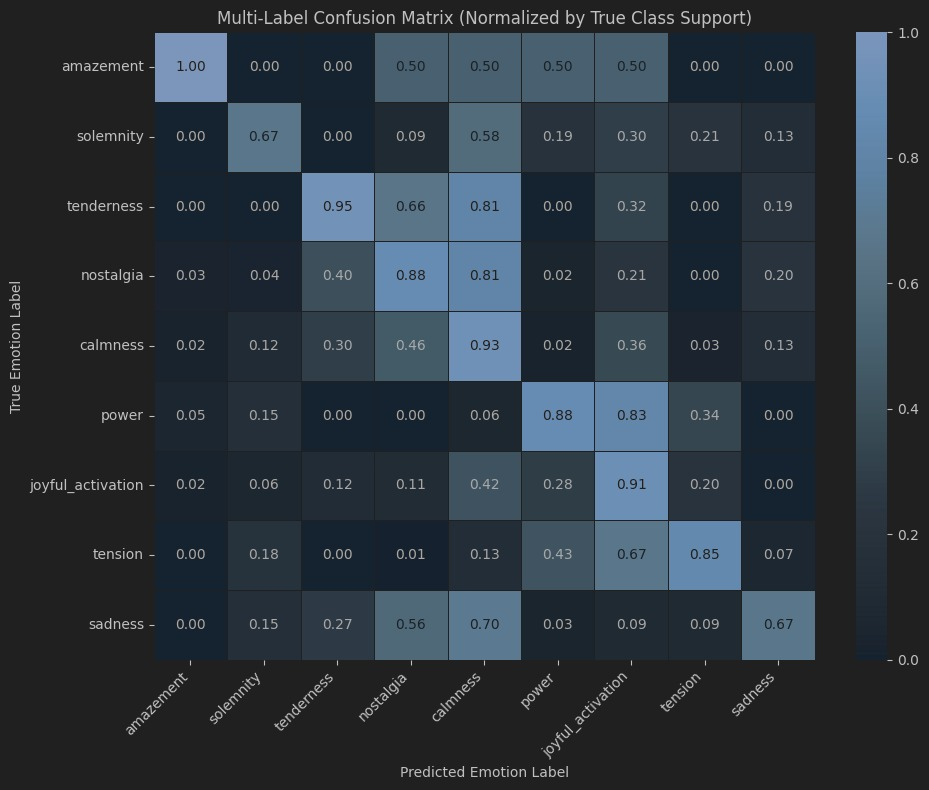 Multi-Label Confusion Matrix (Normalized by True Class Support)
amazement 1.00 0.00 0.00 0.50 0.50 0.50 0.50 0.00 0.00
solemnity 0.00 0.67 0.00 0.09 0.58 0.19 0.30 0.21 0.13
tenderness 0.00 0.00 0.95 0.66 0.81 0.00 0.32 0.00 0.19
nostalgia 0.03 0.04 0.40 0.88 0.81 0.02 0.21 0.00 0.20
calmness 0.02 0.12 0.30 0.46 0.93 0.02 0.36 0.03 0.13
power 0.05 0.15 0.00 0.00 0.06 0.88 0.83 0.34 0.00
joyful_activation 0.02 0.06 0.12 0.11 0.42 0.28 0.91 0.20 0.00
tension 0.00 0.18 0.00 0.01 0.13 0.43 0.67 0.85 0.07
sadness 0.00 0.15 0.27 0.56 0.70 0.03 0.09 0.09 0.67
amazement solemnity tenderness nostalgia calmness power joyful_activation tension sadness
Predicted Emotion Label
True Emotion Label
1.0
0.8
0.6
0.4
0.2
0.0